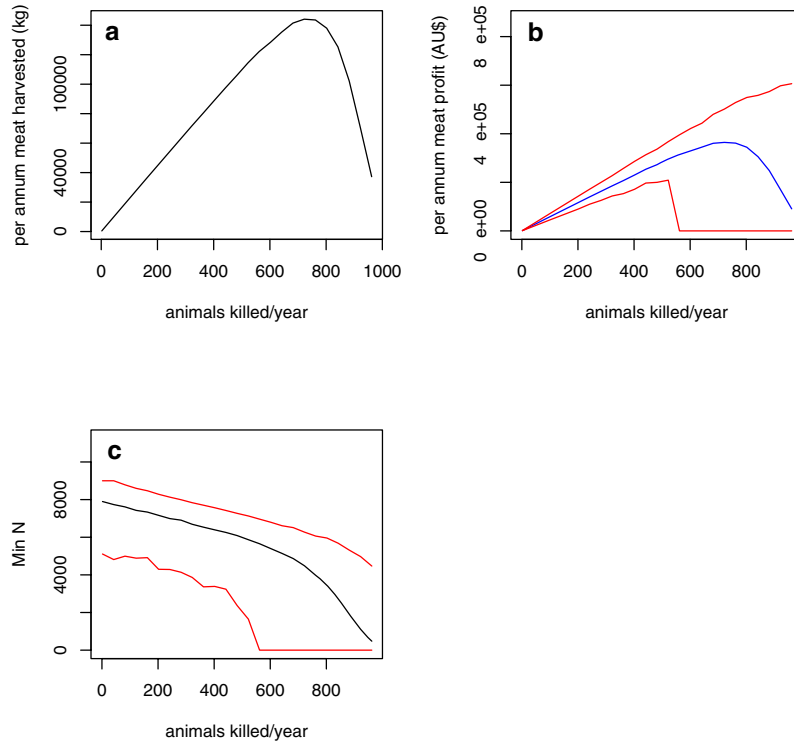 a
per annum meat harvested (kg)
0 40000 100000
0 200 400 600 800 1000
animals killed/year
b
per annum meat profit (AU$)
0 e+00 4 e+05 8 e+05
0 200 400 600 800
animals killed/year
c
Min N
0 4000 8000
0 200 400 600 800
animals killed/year